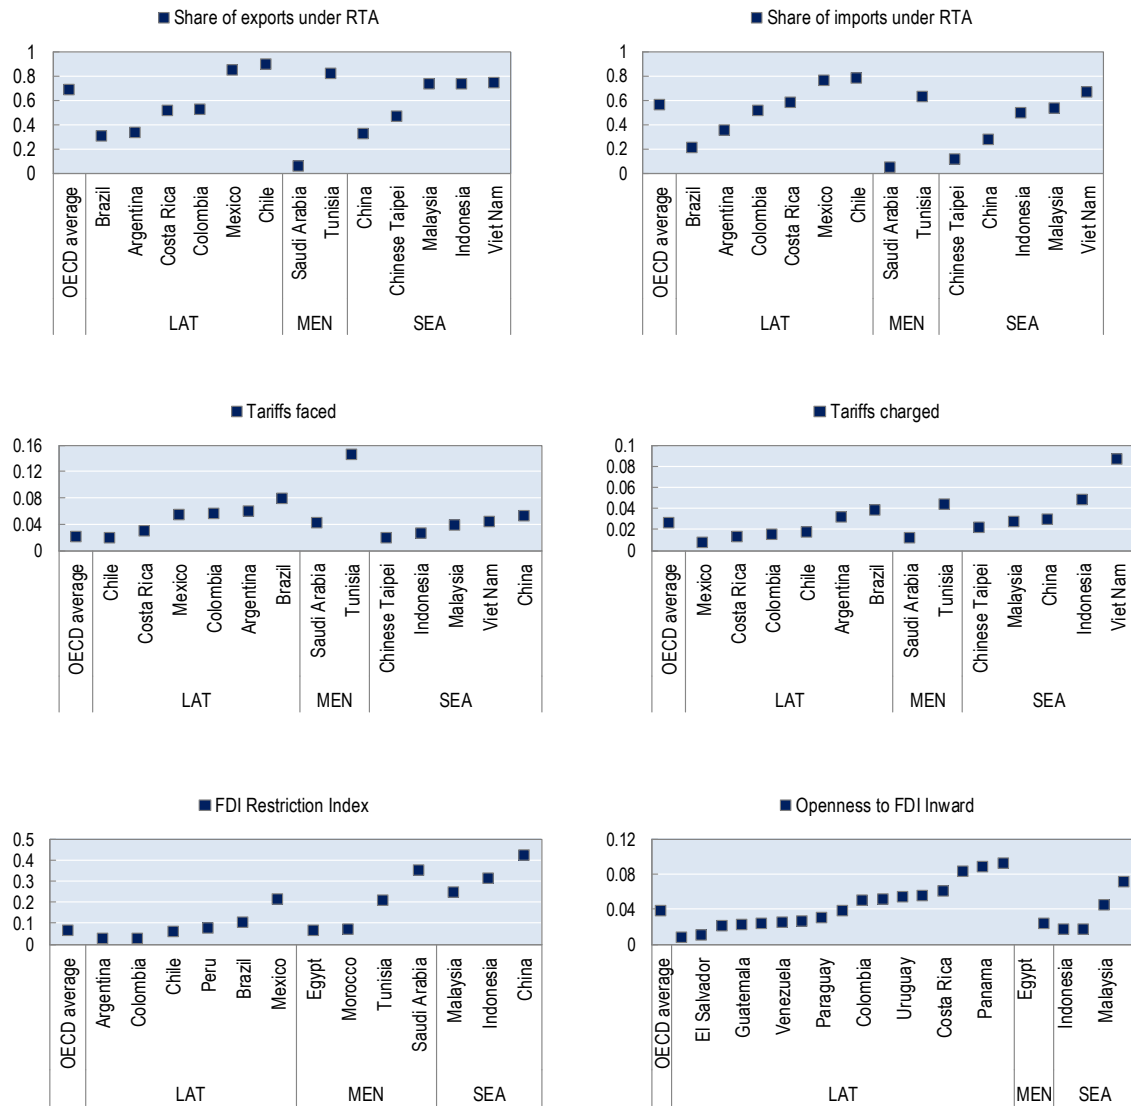 Share of exports under RTA
1
0.8
0.6
0.4
0.2
0
OECD average
Brazil
Argentina
Costa Rica
Colombia
Mexico
Chile
Saudi Arabia
Tunisia
China
Chinese Taipei
Malaysia
Indonesia
Viet Nam
LAT
MEN
SEA
Share of imports under RTA
1
0.8
0.6
0.4
0.2
0
OECD average
Brazil
Argentina
Colombia
Costa Rica
Mexico
Chile
Saudi Arabia
Tunisia
Chinese Taipei
China
Indonesia
Malaysia
Viet Nam
LAT
MEN
SEA
Tariffs faced
0.16
0.12
0.08
0.04
0
OECD average
Chile
Costa Rica
Mexico
Colombia
Argentina
Brazil
Saudi Arabia
Tunisia
Chinese Taipei
Indonesia
Malaysia
Viet Nam
China
LAT
MEN
SEA
Tariffs charged
0.1
0.08
0.06
0.04
0.02
0
OECD average
Mexico
Costa Rica
Colombia
Chile
Argentina
Brazil
Saudi Arabia
Tunisia
Chinese Taipei
Malaysia
China
Indonesia
Viet Nam
LAT
MEN
SEA
FDI Restriction Index
0.5
0.4
0.3
0.2
0.1
0
OECD average
Argentina
Colombia
Chile
Peru
Brazil
Mexico
Egypt
Morocco
Tunisia
Saudi Arabia
Malaysia
Indonesia
China
LAT
MEN
SEA
Openness to FDI Inward
0.12
0.08
0.04
0
OECD average
El Salvador
Guatemala
Venezuela
Paraguay
Colombia
Uruguay
Costa Rica
Panama
Egypt
Indonesia
Malaysia
LAT
MEN
SEA